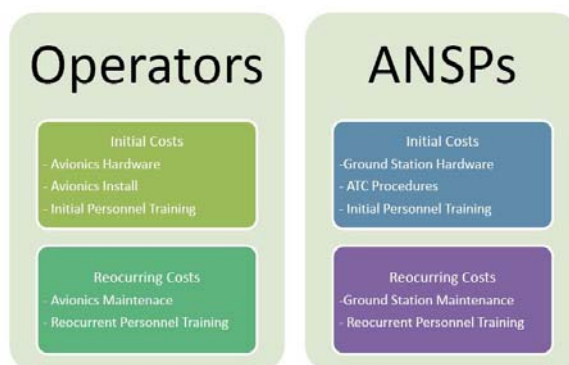 Operators
Initial Costs
- Avionics Hardware
- Avionics Install
- Initial Personnel Training
Reocurring Costs
- Avionics Maintenace
- Reocurrent Personnel Training
ANSPs
Initial Costs
-Ground Station Hardware
- ATC Procedures
- Initial Personnel Training
Reocurring Costs
-Ground Station Maintenance
- Reocurrent Personnel Training